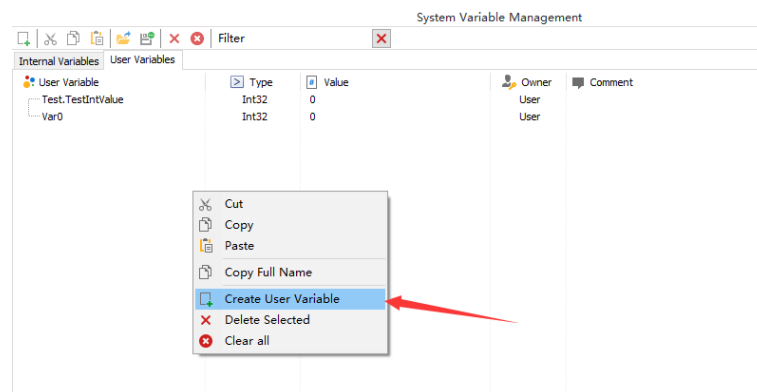 System Variable Management
Filter
Internal Variables User Variables
User Variable Type Value Owner Comment
Test.TestIntValue Int32 0 User
Var0 Int32 0 User
Cut
Copy
Paste
Copy Full Name
Create User Variable
Delete Selected
Clear all